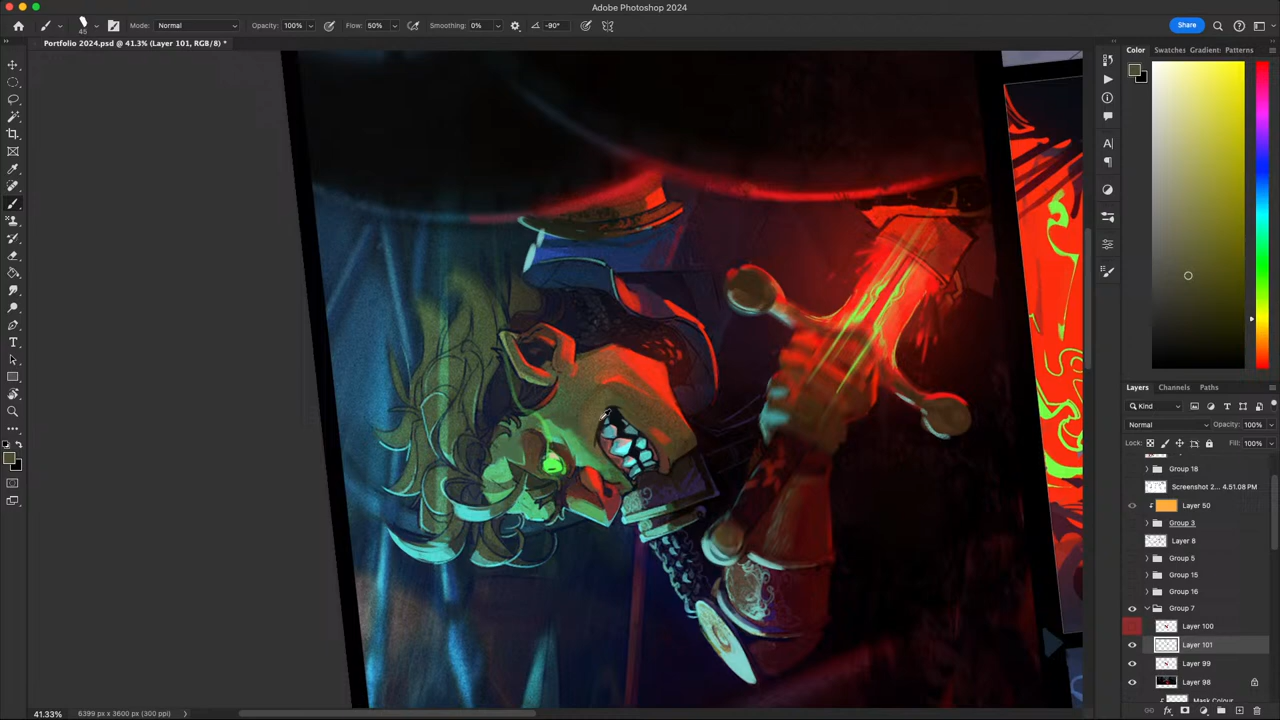 Adobe Photoshop 2024
45
Mode: Normal
Opacity: 100%
Flow: 50%
Smoothing: 0%
-90°
Share
Portfolio 2024.psd @ 41.3% (Layer 101, RGB/8) *
Color
Swatches
Gradient:
Patterns
Layers
Channels
Paths
Kind
Normal
Opacity: 100%
Lock:
Fill: 100%
Group 18
Screenshot 2... 4.51.08 PM
Layer 50
Group 3
Layer 8
Group 5
Group 15
Group 16
Group 7
Layer 100
Layer 101
Layer 99
Layer 98
Mask Colour
41.33%
6399 px x 3600 px (300 ppi)